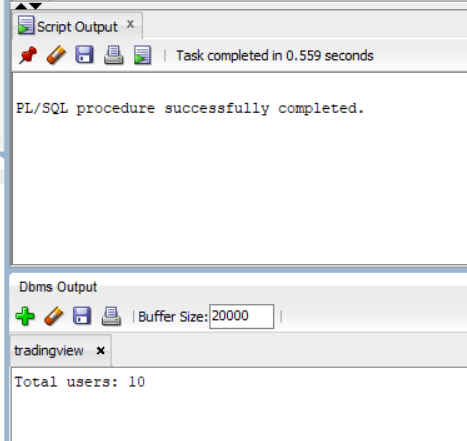 Script Output x
Task completed in 0.559 seconds
PL/SQL procedure successfully completed.
Dbms Output
Buffer Size: 20000
tradingview x
Total users: 10